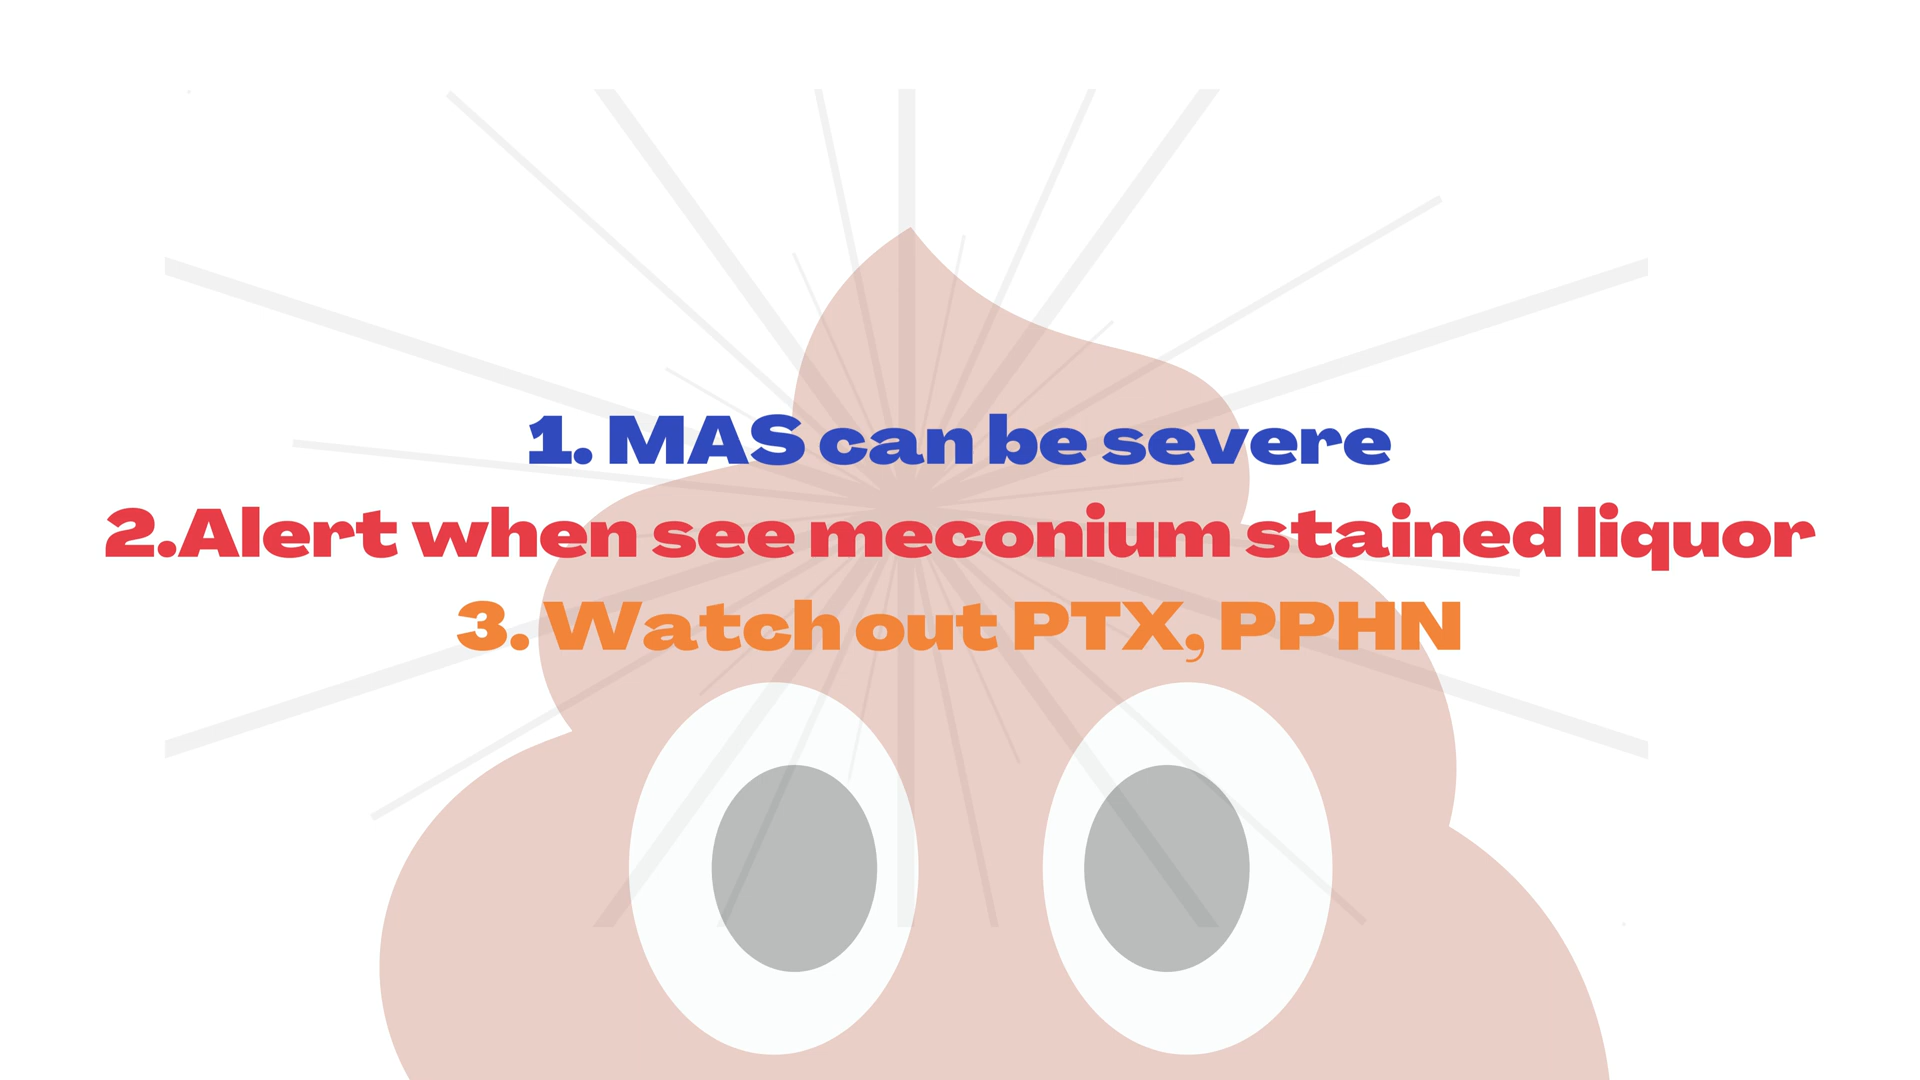 1. MAS can be severe
2.Alert when see meconium stained liquor
3. Watch out PTX, PPHN